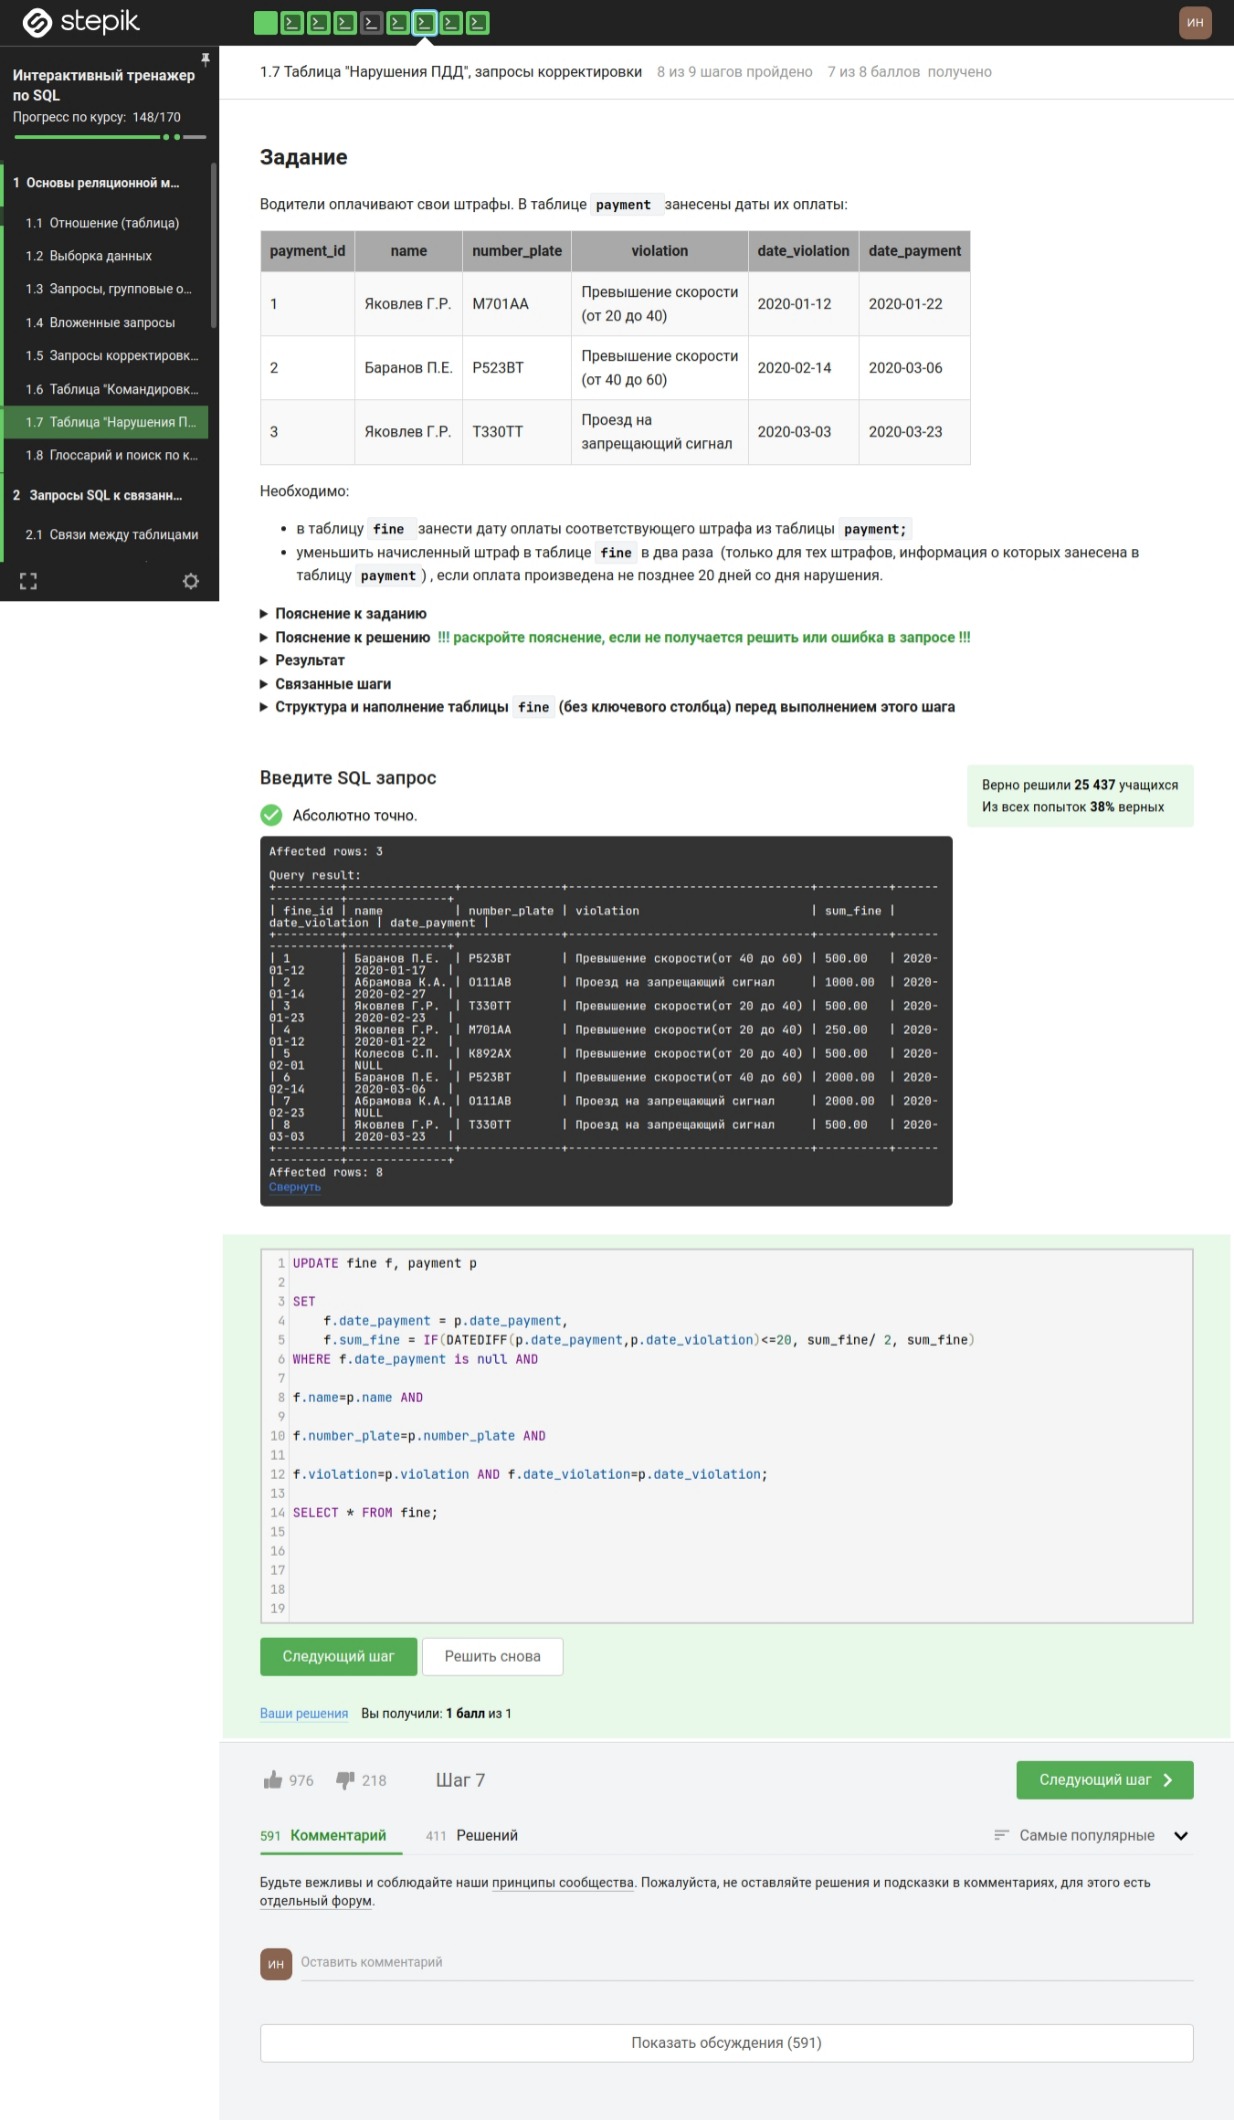 stepik
ИН
Интерактивный тренажер
по SQL
Прогресс по курсу: 148/170
1 Основы реляционной м...
1.1 Отношение (таблица)
1.2 Выборка данных
1.3 Запросы, групповые о...
1.4 Вложенные запросы
1.5 Запросы корректировк...
1.6 Таблица "Командировк...
1.7 Таблица "Нарушения П...
1.8 Глоссарий и поиск по к...
2 Запросы SQL к связанн...
2.1 Связи между таблицами
1.7 Таблица "Нарушения ПДД", запросы корректировки 8 из 9 шагов пройдено 7 из 8 баллов получено
Задание
Водители оплачивают свои штрафы. В таблице payment занесены даты их оплаты:
payment_id name number_plate violation date_violation date_payment
1 Яковлев Г.Р. М701АА Превышение скорости (от 20 до 40) 2020-01-12 2020-01-22
2 Баранов П.Е. Р523ВТ Превышение скорости (от 40 до 60) 2020-02-14 2020-03-06
3 Яковлев Г.Р. Т330ТТ Проезд на запрещающий сигнал 2020-03-03 2020-03-23
Необходимо:
• в таблицу fine занести дату оплаты соответствующего штрафа из таблицы payment;
• уменьшить начисленный штраф в таблице fine в два раза (только для тех штрафов, информация о которых занесена в
таблицу payment ) , если оплата произведена не позднее 20 дней со дня нарушения.
Пояснение к заданию
Пояснение к решению !!! раскройте пояснение, если не получается решить или ошибка в запросе !!!
Результат
Связанные шаги
Структура и наполнение таблицы fine (без ключевого столбца) перед выполнением этого шага
Введите SQL запрос
Верно решили 25 437 учащихся
Из всех попыток 38% верных
Абсолютно точно.
Affected rows: 3
Query result:
+---------+---------------+--------------+-------------------------------+----------+------
----------+--------------+
| fine_id | name | number_plate | violation | sum_fine |
date_violation | date_payment |
+---------+---------------+--------------+-------------------------------+----------+------
----------+--------------+
| 1 | Баранов П.Е. | Р523ВТ | Превышение скорости(от 40 до 60) | 500.00 | 2020-
01-12 | 2020-01-17 |
| 2 | Абрамова К.А. | О111АВ | Проезд на запрещающий сигнал | 1000.00 | 2020-
01-14 | 2020-02-27 |
| 3 | Яковлев Г.Р. | Т330ТТ | Превышение скорости(от 20 до 40) | 500.00 | 2020-
01-23 | 2020-02-23 |
| 4 | Яковлев Г.Р. | М701АА | Превышение скорости(от 20 до 40) | 250.00 | 2020-
01-12 | 2020-01-22 |
| 5 | Колесов С.П. | К892АХ | Превышение скорости(от 20 до 40) | 500.00 | 2020-
02-01 | NULL |
| 6 | Баранов П.Е. | Р523ВТ | Превышение скорости(от 40 до 60) | 2000.00 | 2020-
02-14 | 2020-03-06 |
| 7 | Абрамова К.А. | О111АВ | Проезд на запрещающий сигнал | 2000.00 | 2020-
02-23 | NULL |
| 8 | Яковлев Г.Р. | Т330ТТ | Проезд на запрещающий сигнал | 500.00 | 2020-
03-03 | 2020-03-23 |
+---------+---------------+--------------+-------------------------------+----------+------
----------+--------------+
Affected rows: 8
Свернуть
1 UPDATE fine f, payment p
2
3 SET
4 f.date_payment = p.date_payment,
5 f.sum_fine = IF(DATEDIFF(p.date_payment,p.date_violation)<=20, sum_fine/ 2, sum_fine)
6 WHERE f.date_payment is null AND
7
8 f.name=p.name AND
9
10 f.number_plate=p.number_plate AND
11
12 f.violation=p.violation AND f.date_violation=p.date_violation;
13
14 SELECT * FROM fine;
15
16
17
18
19
Следующий шаг Решить снова
Ваши решения Вы получили: 1 балл из 1
976 218 Шаг 7 Следующий шаг
591 Комментарий 411 Решений Самые популярные
Будьте вежливы и соблюдайте наши принципы сообщества. Пожалуйста, не оставляйте решения и подсказки в комментариях, для этого есть
отдельный форум.
ИН Оставить комментарий
Показать обсуждения (591)